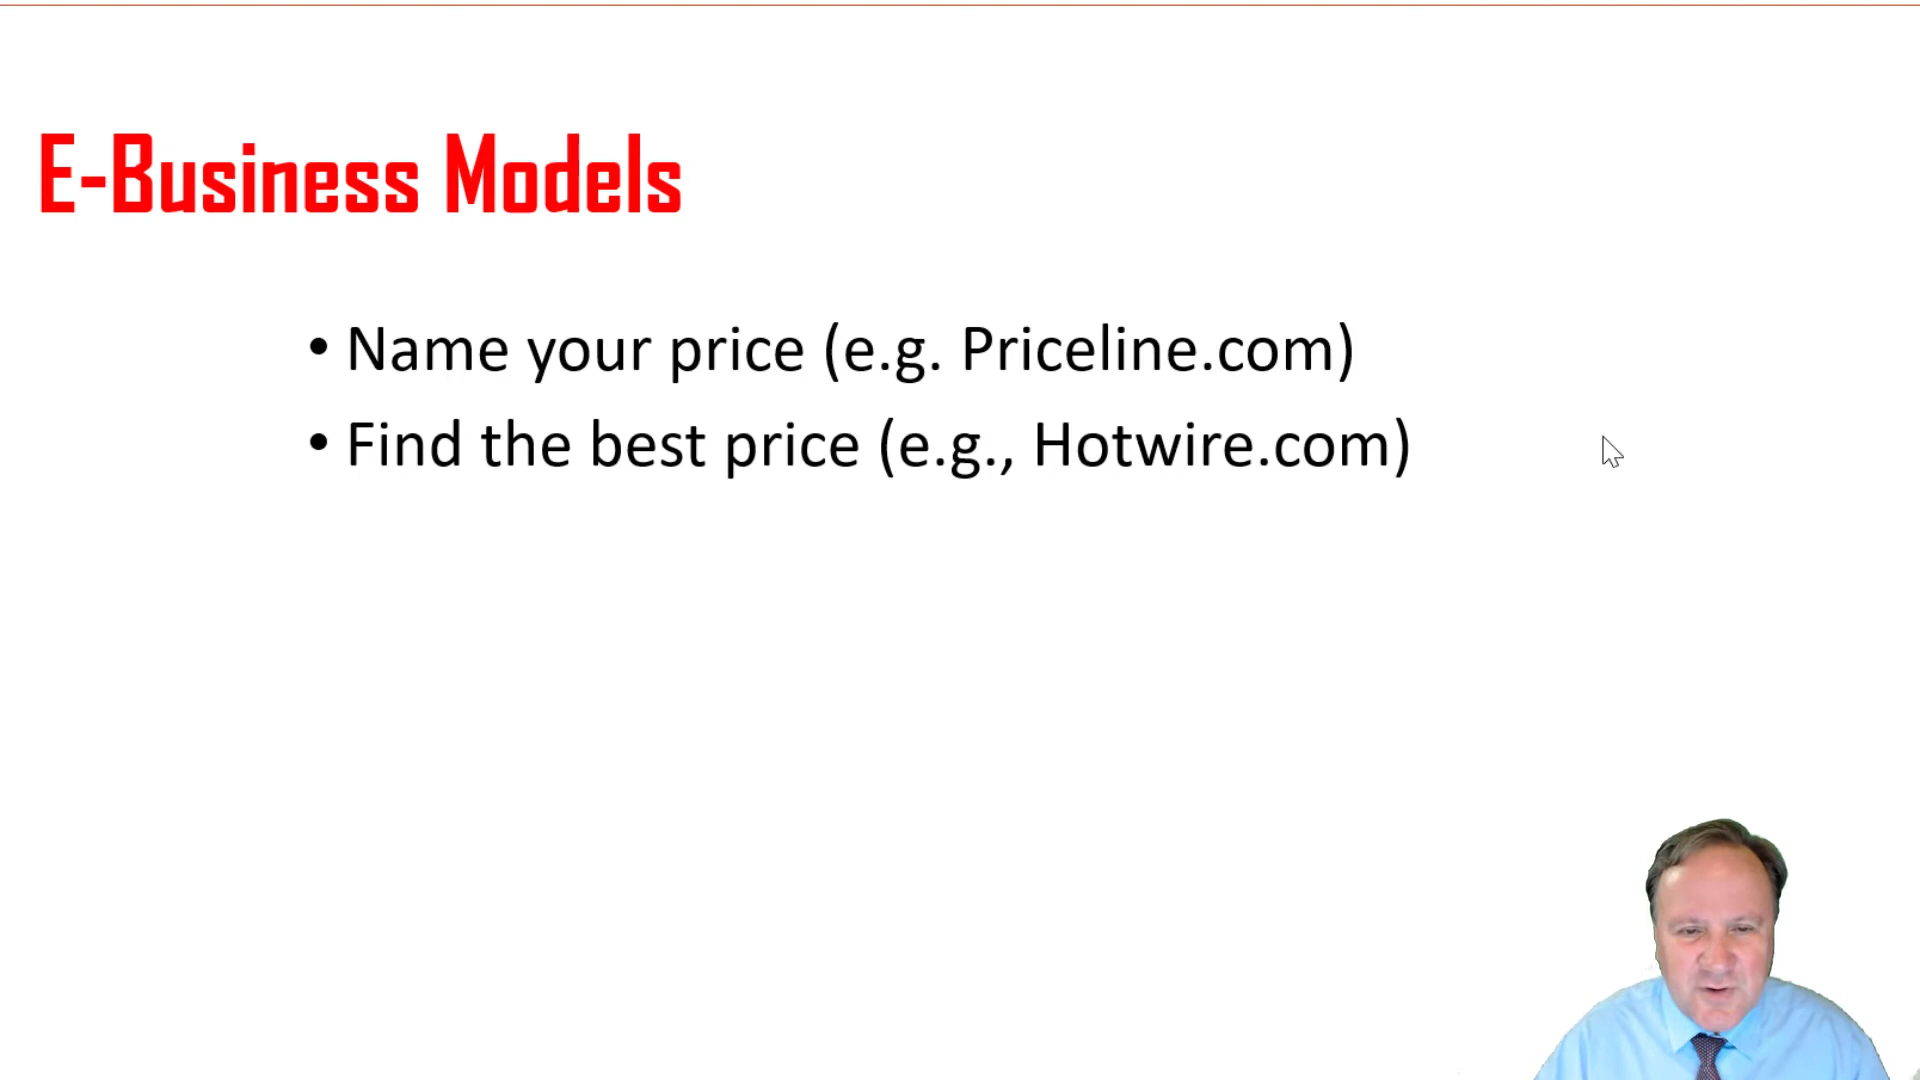 E-Business Models
• Name your price (e.g. Priceline.com)
• Find the best price (e.g., Hotwire.com)